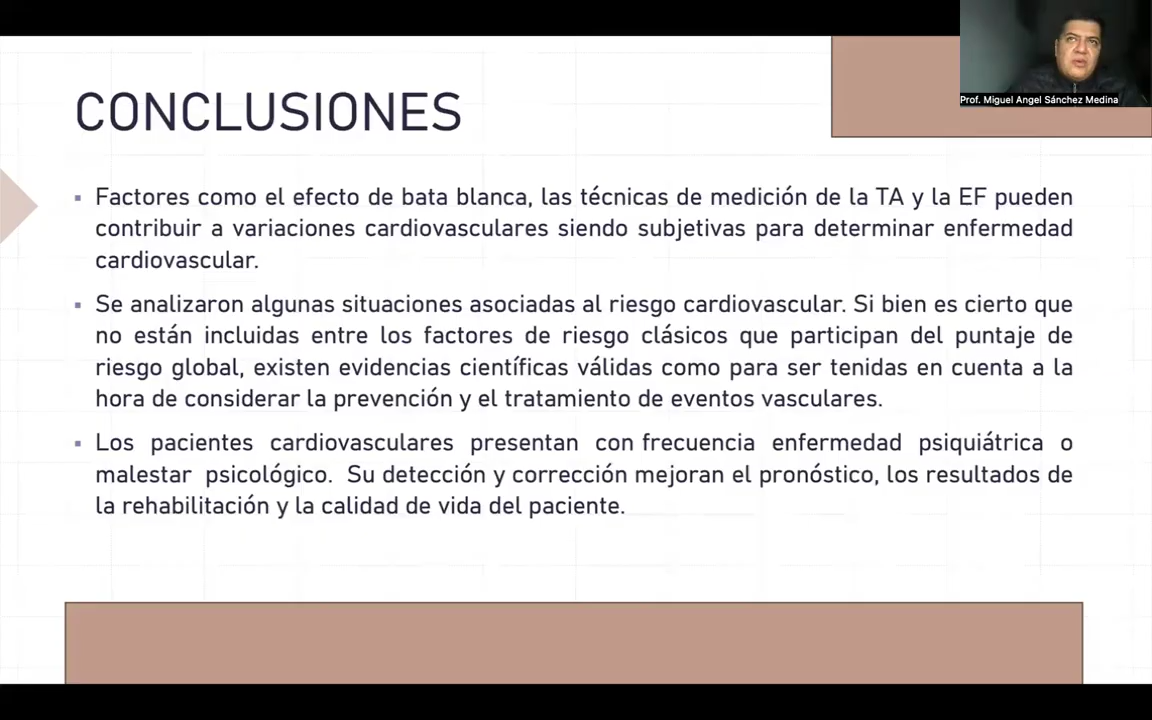 Prof. Miguel Angel Sánchez Medina
CONCLUSIONES
▪ Factores como el efecto de bata blanca, las técnicas de medición de la TA y la EF pueden
contribuir a variaciones cardiovasculares siendo subjetivas para determinar enfermedad
cardiovascular.
▪ Se analizaron algunas situaciones asociadas al riesgo cardiovascular. Si bien es cierto que
no están incluidas entre los factores de riesgo clásicos que participan del puntaje de
riesgo global, existen evidencias científicas válidas como para ser tenidas en cuenta a la
hora de considerar la prevención y el tratamiento de eventos vasculares.
▪ Los pacientes cardiovasculares presentan con frecuencia enfermedad psiquiátrica o
malestar psicológico. Su detección y corrección mejoran el pronóstico, los resultados de
la rehabilitación y la calidad de vida del paciente.